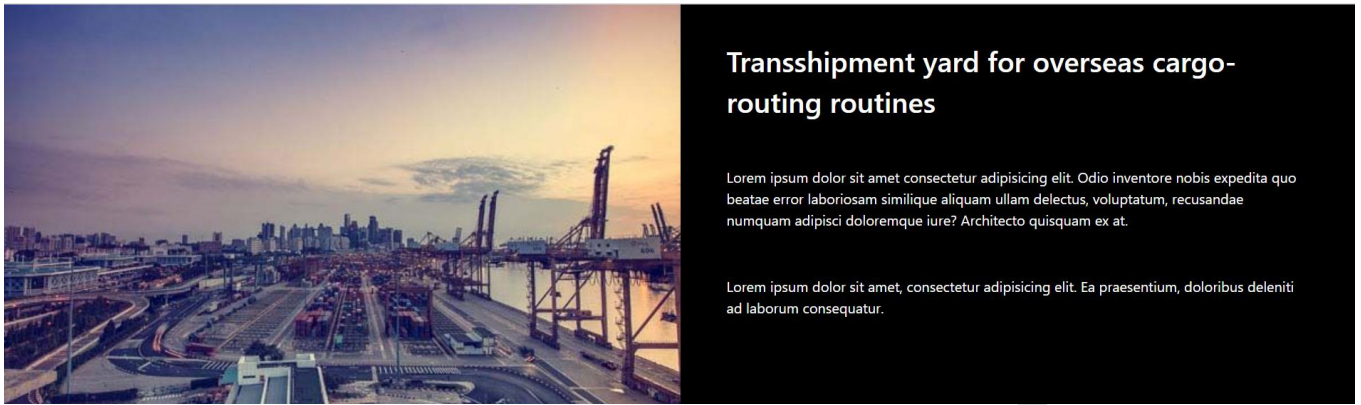 Transshipment yard for overseas cargo-
routing routines
Lorem ipsum dolor sit amet consectetur adipisicing elit. Odio inventore nobis expedita quo
beatae error laboriosam similique aliquam ullam delectus, voluptatum, recusandae
numquam adipisci doloremque iure? Architecto quisquam ex at.
Lorem ipsum dolor sit amet, consectetur adipisicing elit. Ea praesentium, doloribus deleniti
ad laborum consequatur.